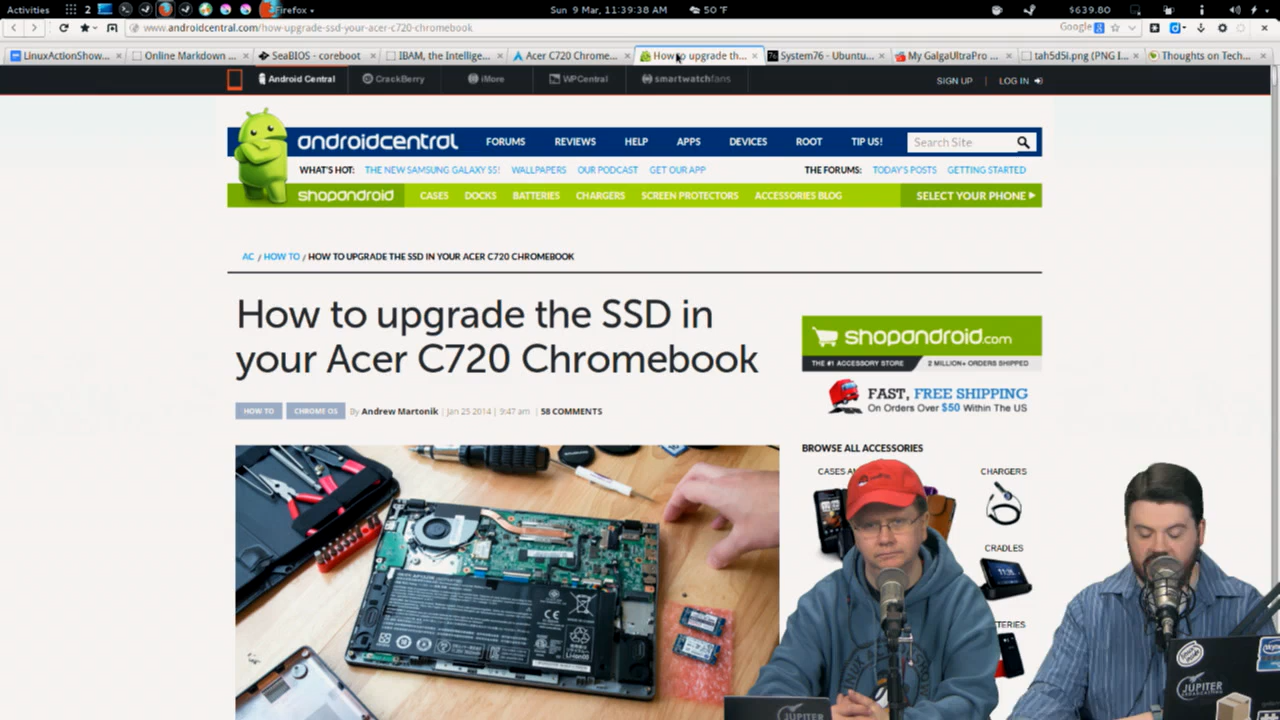 Activities
2
Firefox
Sun 9 Mar, 11:39:38 AM
50 °F
$639.80
www.androidcentral.com/how-upgrade-ssd-your-acer-c720-chromebook
Google
LinuxActionShow...
Online Markdown ...
SeaBIOS - coreboot
IBAM, the Intellige...
Acer C720 Chrome...
How to upgrade th...
System76 - Ubuntu...
My GalgaUltraPro ...
tah5d5i.png (PNG I...
Thoughts on Tech...
Android Central
CrackBerry
iMore
WPCentral
smartwatchfans
SIGN UP
LOG IN
androidcentral
FORUMS
REVIEWS
HELP
APPS
DEVICES
ROOT
TIP US!
Search Site
WHAT'S HOT:
THE NEW SAMSUNG GALAXY S5!
WALLPAPERS
OUR PODCAST
GET OUR APP
THE FORUMS:
TODAY'S POSTS
GETTING STARTED
shopandroid
CASES
DOCKS
BATTERIES
CHARGERS
SCREEN PROTECTORS
ACCESSORIES BLOG
SELECT YOUR PHONE
AC / HOW TO / HOW TO UPGRADE THE SSD IN YOUR ACER C720 CHROMEBOOK
How to upgrade the SSD in
your Acer C720 Chromebook
HOW TO
CHROME OS
By Andrew Martonik | Jan 25 2014 | 9:47 am | 58 COMMENTS
shopandroid.com
THE #1 ACCESSORY STORE
2 MILLION+ ORDERS SHIPPED
FAST, FREE SHIPPING
On Orders Over $50 Within The US
BROWSE ALL ACCESSORIES
CASES
CHARGERS
CRADLES
TERIES
JUPITER
JUPITER